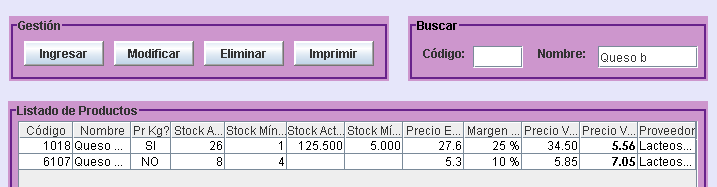 Gestión
Buscar
Ingresar Modificar Eliminar Imprimir
Código: Nombre: Queso b
Listado de Productos
Código Nombre Pr Kg? Stock A... Stock Mín... Stock Act... Stock Mí... Precio E... Margen ... Precio V... Precio V... Proveedor
1018 Queso ... SI 26 1 125.500 5.000 27.6 25 % 34.50 5.56 Lacteos...
6107 Queso ... NO 8 4 5.3 10 % 5.85 7.05 Lacteos...